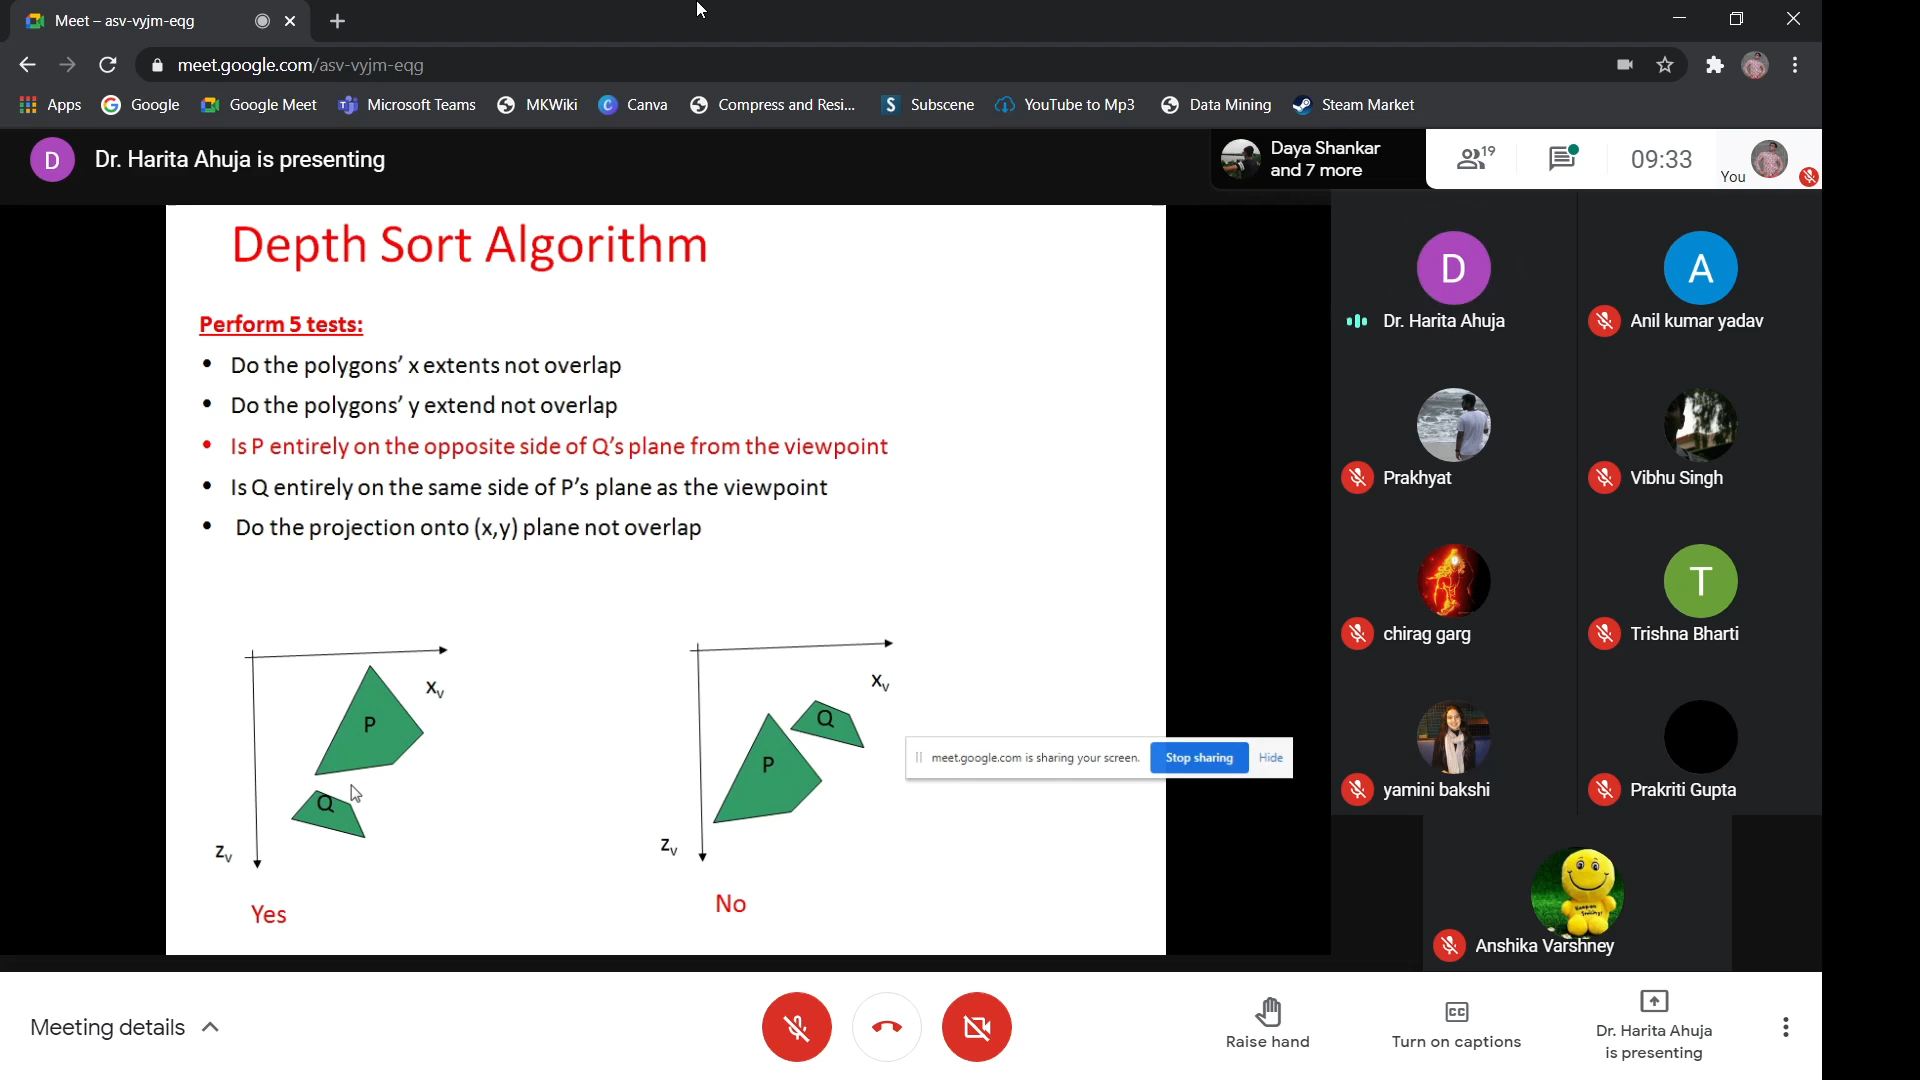 Meet – asv-vyjm-eqg
meet.google.com/asv-vyjm-eqg
Apps Google Google Meet Microsoft Teams MKWiki Canva Compress and Resi... Subscene YouTube to Mp3 Data Mining Steam Market
D Dr. Harita Ahuja is presenting
Daya Shankar
and 7 more
19
09:33
You
Depth Sort Algorithm
Perform 5 tests:
• Do the polygons’ x extents not overlap
• Do the polygons’ y extend not overlap
• Is P entirely on the opposite side of Q’s plane from the viewpoint
• Is Q entirely on the same side of P’s plane as the viewpoint
• Do the projection onto (x,y) plane not overlap
xv
P
Q
zv
Yes
xv
Q
P
zv
No
meet.google.com is sharing your screen. Stop sharing Hide
D
Dr. Harita Ahuja
A
Anil kumar yadav
Prakhyat
Vibhu Singh
chirag garg
T
Trishna Bharti
yamini bakshi
Prakriti Gupta
Anshika Varshney
Meeting details
Raise hand
CC
Turn on captions
Dr. Harita Ahuja
is presenting